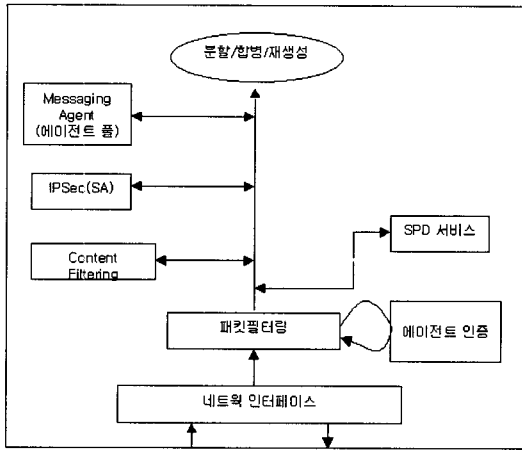 분할/합병/재생성
Messaging
Agent
(에이전트 풀)
IPSec(SA)
SPD 서비스
Content
Filtering
패킷필터링
에이전트 인증
네트웍 인터페이스